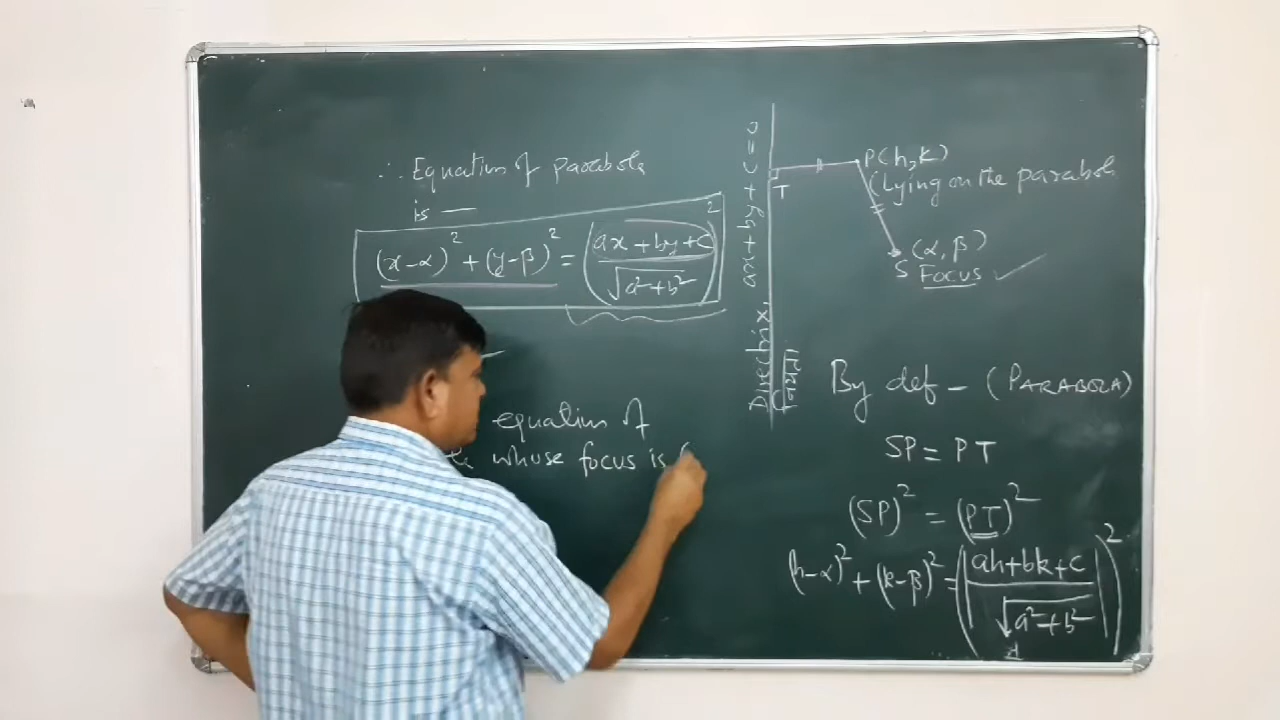 ∴ Equation of parabola
is —
(x-α)² + (y-β)² = (ax+by+c / √a²+b²)²
equation of
whose focus is (
Directrix, ax+by+c=0
नियता
T
P(h,k)
(Lying on the parabola
(α, β)
S Focus ✓
By def - (PARABOLA)
SP = PT
(SP)² = (PT)²
(h-α)² + (k-β)² = (|ah+bk+c / √a²+b²|)²